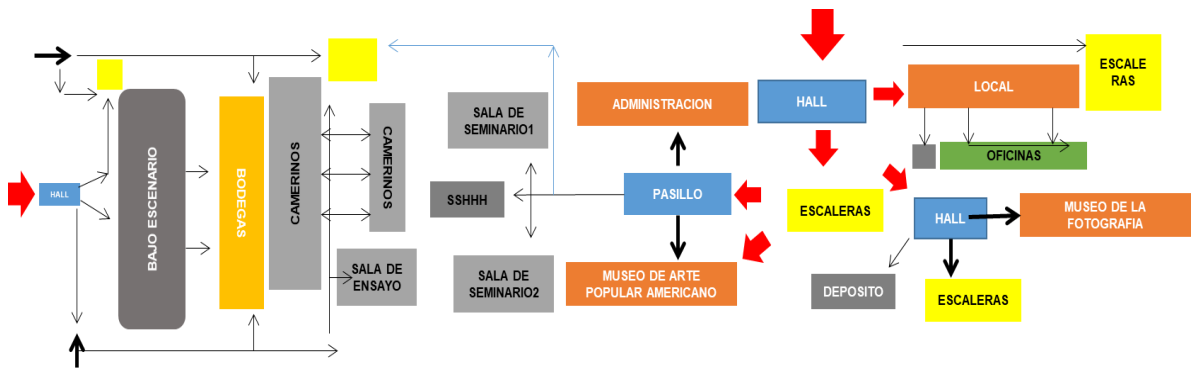 HALL
BAJO ESCENARIO
BODEGAS
CAMERINOS
CAMERINOS
SALA DE
ENSAYO
SALA DE
SEMINARIO1
SSHHH
SALA DE
SEMINARIO2
ADMINISTRACION
PASILLO
MUSEO DE ARTE
POPULAR AMERICANO
HALL
ESCALERAS
LOCAL
ESCALE
RAS
OFICINAS
HALL
MUSEO DE LA
FOTOGRAFIA
DEPOSITO
ESCALERAS